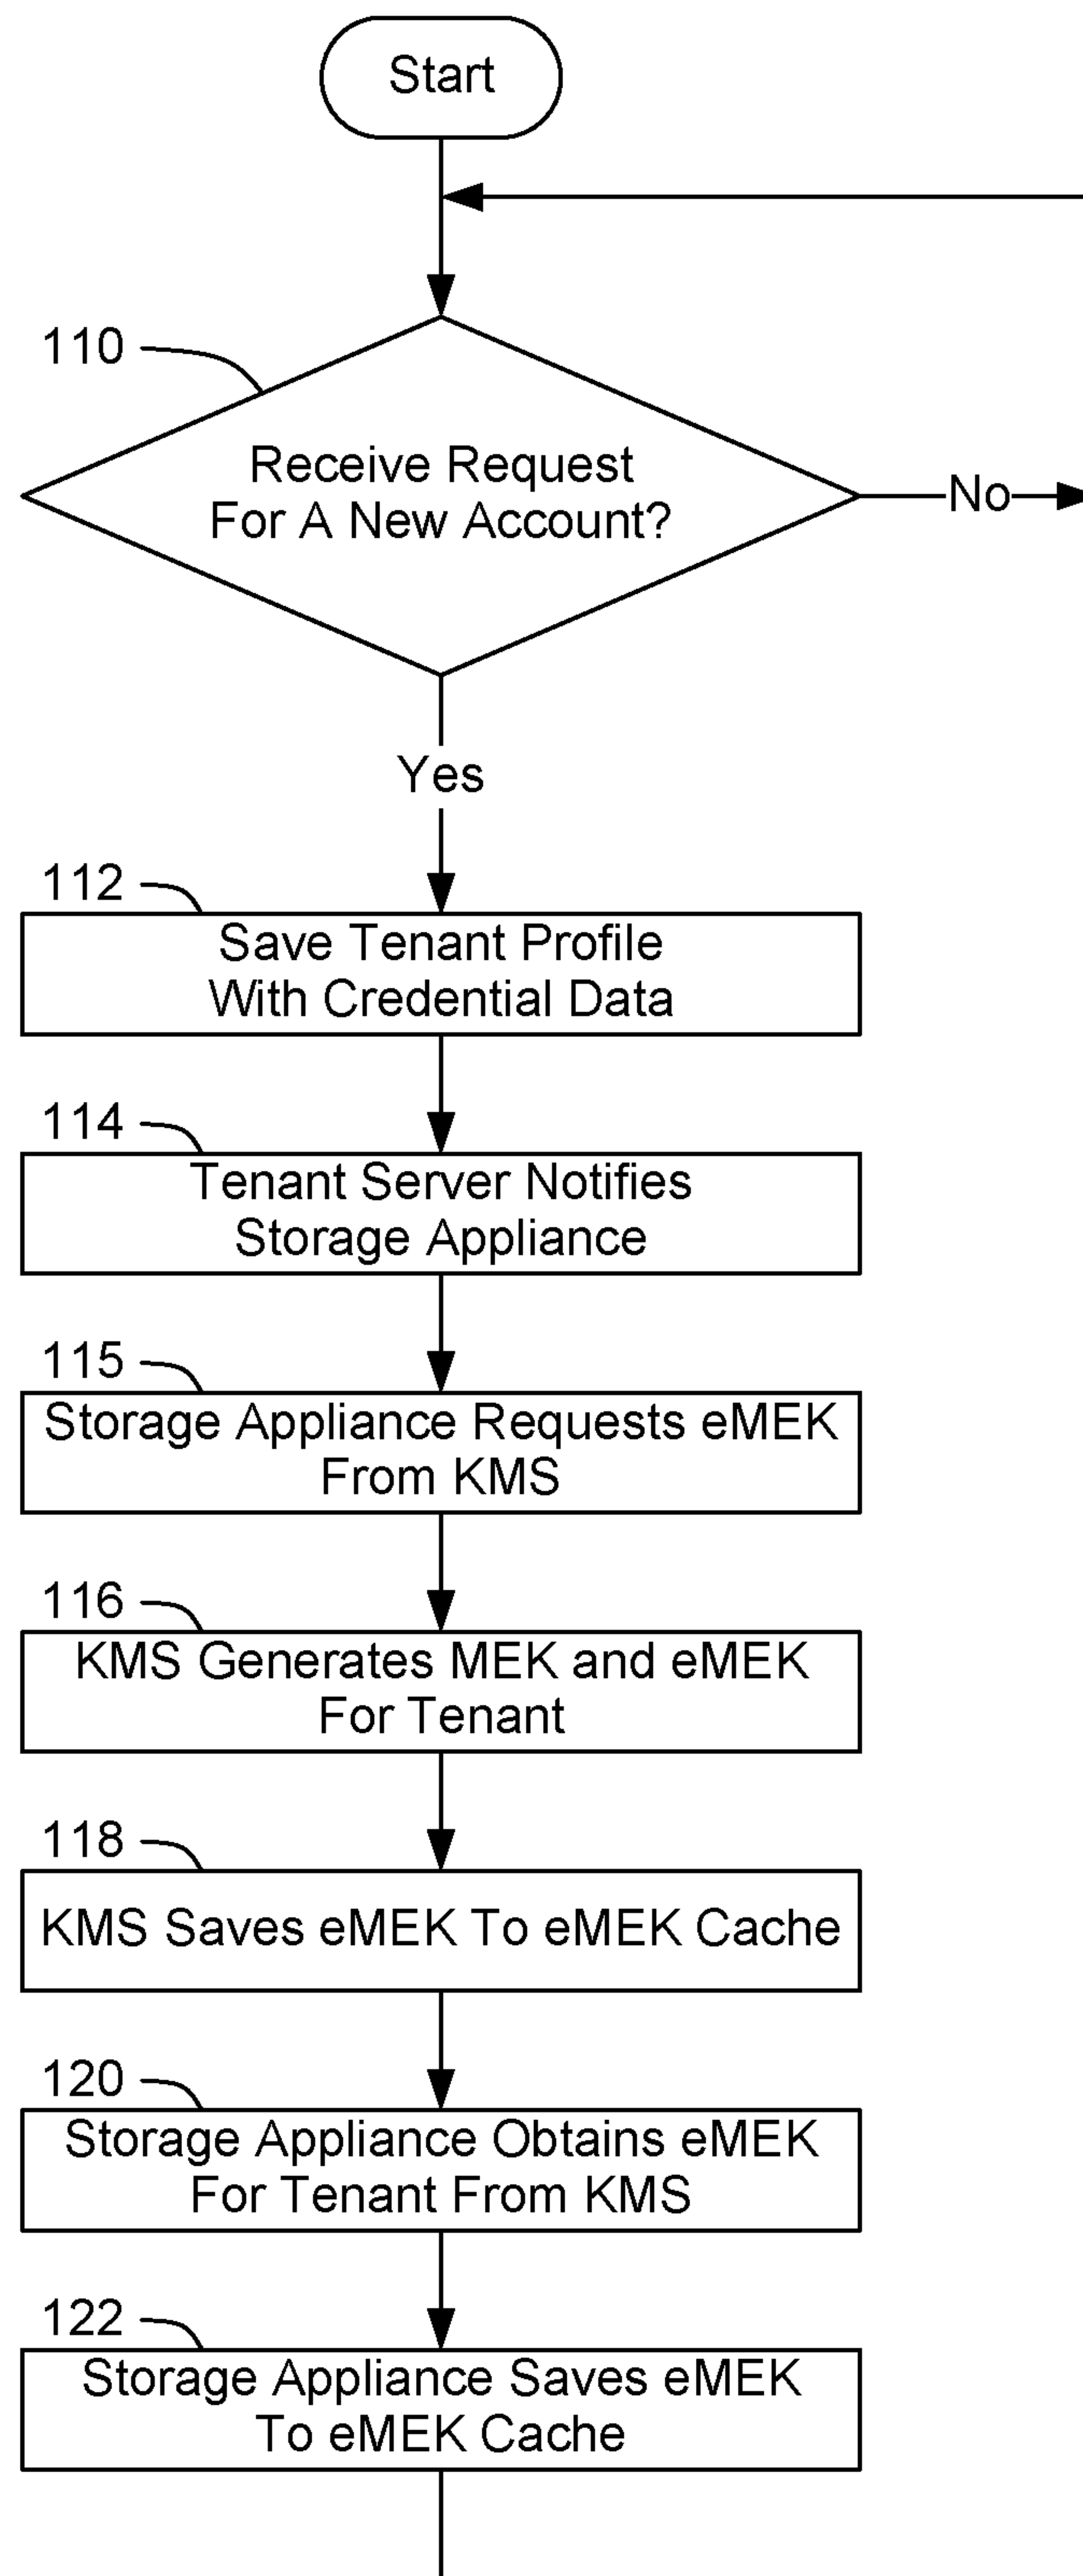 Start
110
Receive Request
For A New Account?
No
Yes
112
Save Tenant Profile
With Credential Data
114
Tenant Server Notifies
Storage Appliance
115
Storage Appliance Requests eMEK
From KMS
116
KMS Generates MEK and eMEK
For Tenant
118
KMS Saves eMEK To eMEK Cache
120
Storage Appliance Obtains eMEK
For Tenant From KMS
122
Storage Appliance Saves eMEK
To eMEK Cache